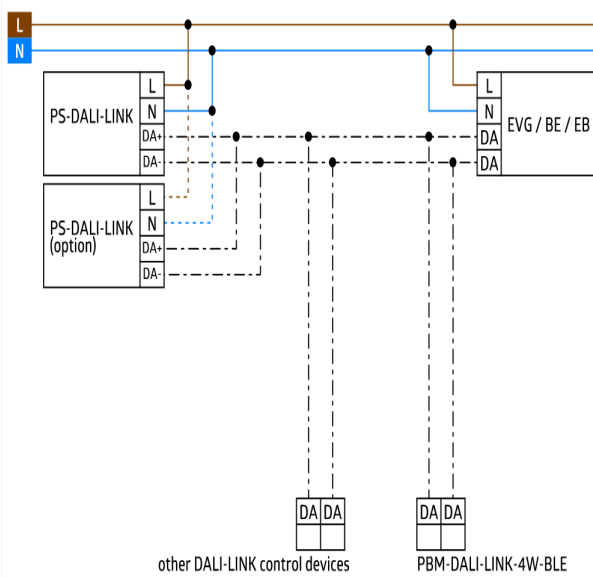 L
N
PS-DALI-LINK
L
N
DA+
DA-
EVG / BE / EB
L
N
DA
DA
PS-DALI-LINK
(option)
L
N
DA+
DA-
DA DA
DA DA
other DALI-LINK control devices
PBM-DALI-LINK-4W-BLE